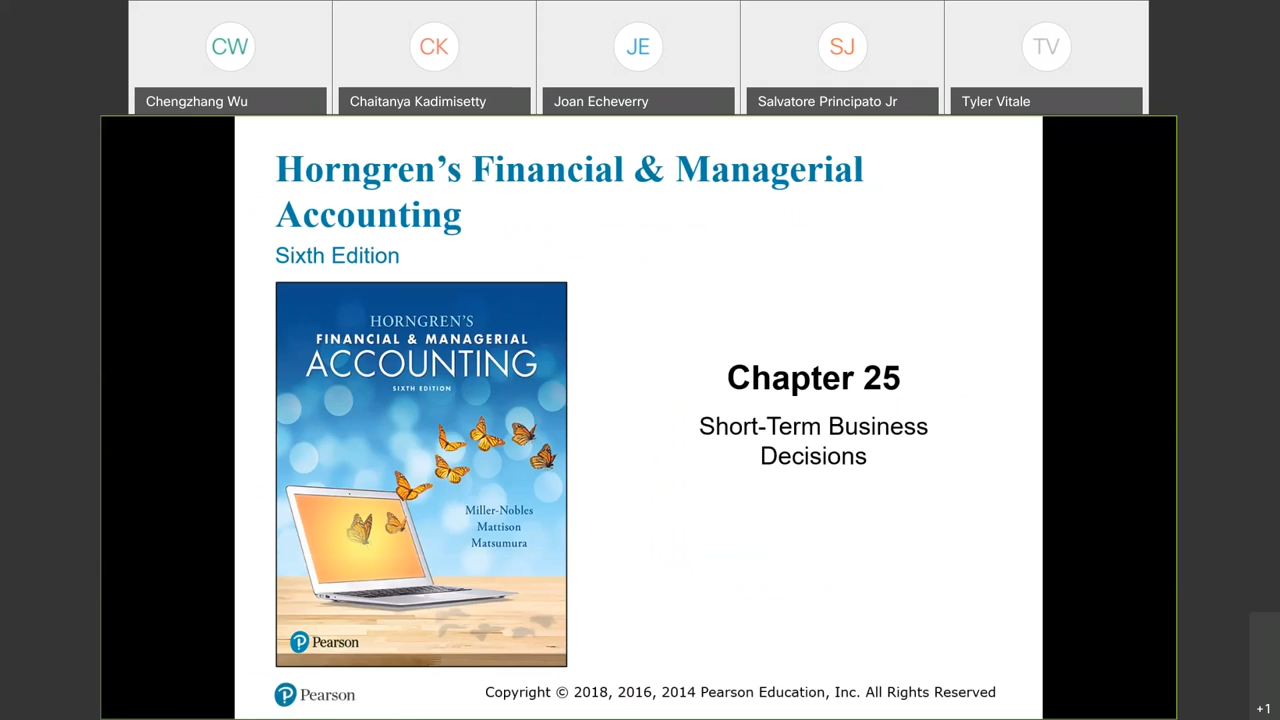 CW
CK
JE
SJ
TV
Chengzhang Wu
Chaitanya Kadimisetty
Joan Echeverry
Salvatore Principato Jr
Tyler Vitale
Horngren’s Financial & Managerial
Accounting
Sixth Edition
HORNGREN'S
FINANCIAL & MANAGERIAL
ACCOUNTING
SIXTH EDITION
Miller-Nobles
Mattison
Matsumura
P Pearson
Chapter 25
Short-Term Business
Decisions
P Pearson
Copyright © 2018, 2016, 2014 Pearson Education, Inc. All Rights Reserved
+1